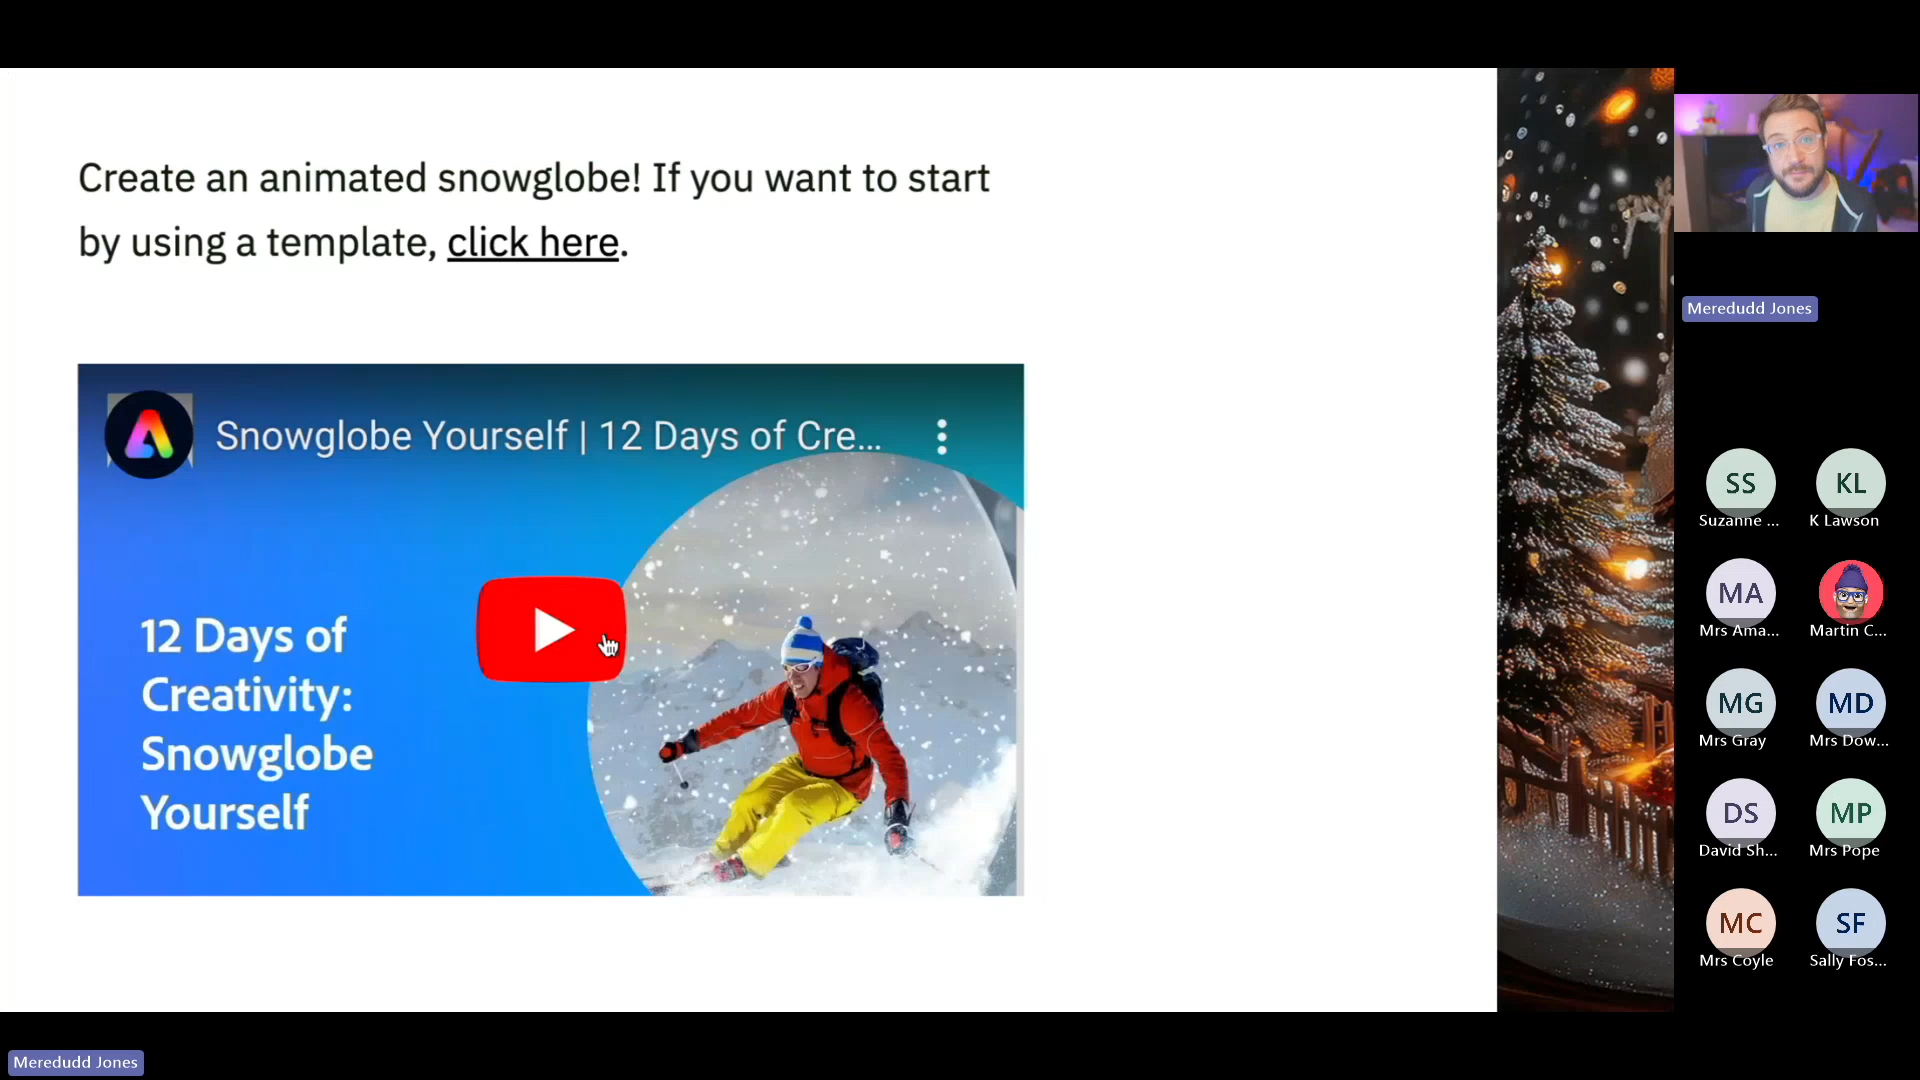 Create an animated snowglobe! If you want to start
by using a template, click here.
Snowglobe Yourself | 12 Days of Cre...
12 Days of
Creativity:
Snowglobe
Yourself
Meredudd Jones
SS
KL
Suzanne ...
K Lawson
MA
Mrs Ama...
Martin C...
MG
MD
Mrs Gray
Mrs Dow...
DS
MP
David Sh...
Mrs Pope
MC
SF
Mrs Coyle
Sally Fos...
Meredudd Jones